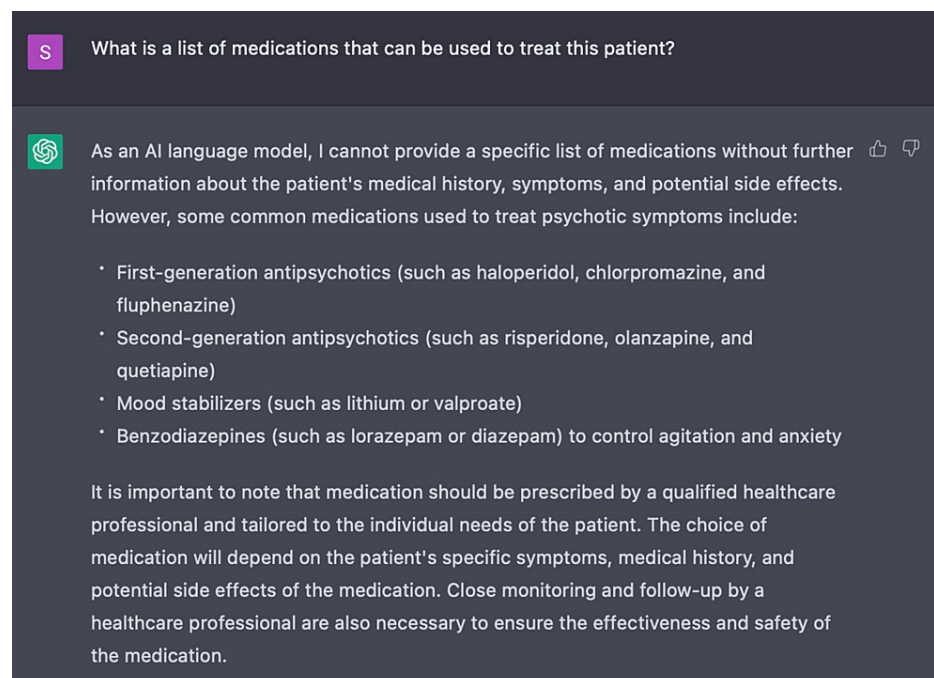 S
What is a list of medications that can be used to treat this patient?
As an AI language model, I cannot provide a specific list of medications without further
information about the patient's medical history, symptoms, and potential side effects.
However, some common medications used to treat psychotic symptoms include:
• First-generation antipsychotics (such as haloperidol, chlorpromazine, and
fluphenazine)
• Second-generation antipsychotics (such as risperidone, olanzapine, and
quetiapine)
• Mood stabilizers (such as lithium or valproate)
• Benzodiazepines (such as lorazepam or diazepam) to control agitation and anxiety
It is important to note that medication should be prescribed by a qualified healthcare
professional and tailored to the individual needs of the patient. The choice of
medication will depend on the patient's specific symptoms, medical history, and
potential side effects of the medication. Close monitoring and follow-up by a
healthcare professional are also necessary to ensure the effectiveness and safety of
the medication.